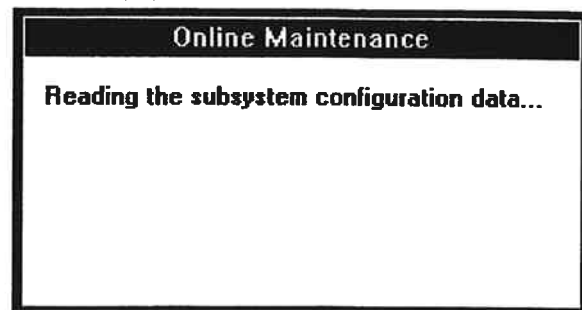 Online Maintenance
Reading the subsystem configuration data...